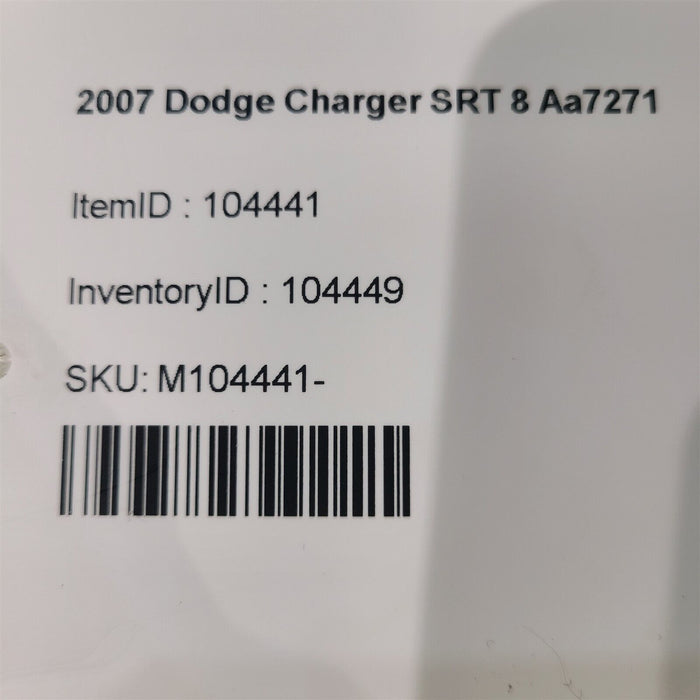 2007 Dodge Charger SRT 8 Aa7271
ItemID : 104441
InventoryID : 104449
SKU: M104441-